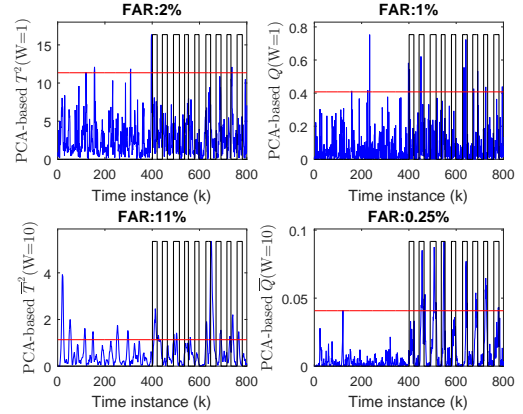 FAR:2%
FAR:1%
PCA-based T²(W=1)
15
10
5
0
0 200 400 600 800
Time instance (k)
PCA-based Q(W=1)
0.8
0.6
0.4
0.2
0
0 200 400 600 800
Time instance (k)
FAR:11%
FAR:0.25%
PCA-based T̅²(W=10)
4
2
0
0 200 400 600 800
Time instance (k)
PCA-based Q̅(W=10)
0.1
0.05
0
0 200 400 600 800
Time instance (k)